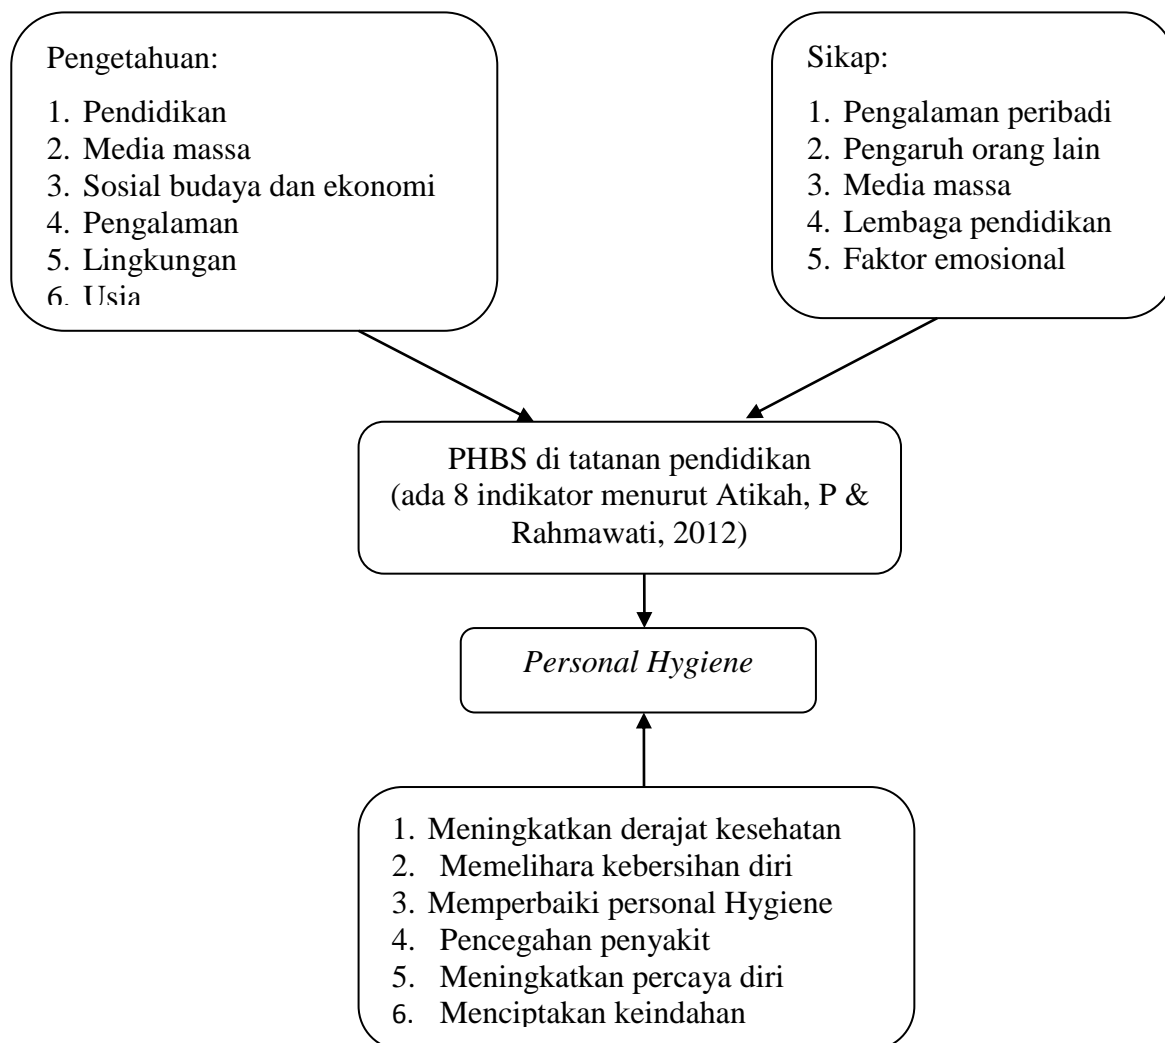 Pengetahuan:
1. Pendidikan
2. Media massa
3. Sosial budaya dan ekonomi
4. Pengalaman
5. Lingkungan
6. Usia
Sikap:
1. Pengalaman peribadi
2. Pengaruh orang lain
3. Media massa
4. Lembaga pendidikan
5. Faktor emosional
PHBS di tatanan pendidikan
(ada 8 indikator menurut Atikah, P &
Rahmawati, 2012)
Personal Hygiene
1. Meningkatkan derajat kesehatan
2. Memelihara kebersihan diri
3. Memperbaiki personal Hygiene
4. Pencegahan penyakit
5. Meningkatkan percaya diri
6. Menciptakan keindahan